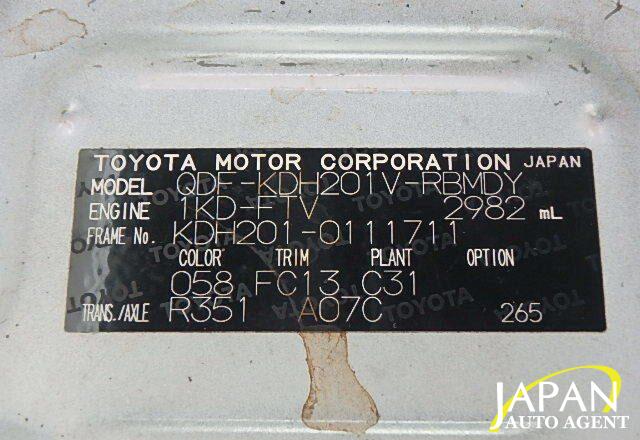 TOYOTA MOTOR CORPORATION JAPAN
MODEL QDF-KDH201V-RBMDY
ENGINE 1KD-FTV 2982 mL
FRAME No. KDH201-0111711
COLOR TRIM PLANT OPTION
058 FC13 C31
TRANS./AXLE R351 A07C 265
JAPAN
AUTO AGENT